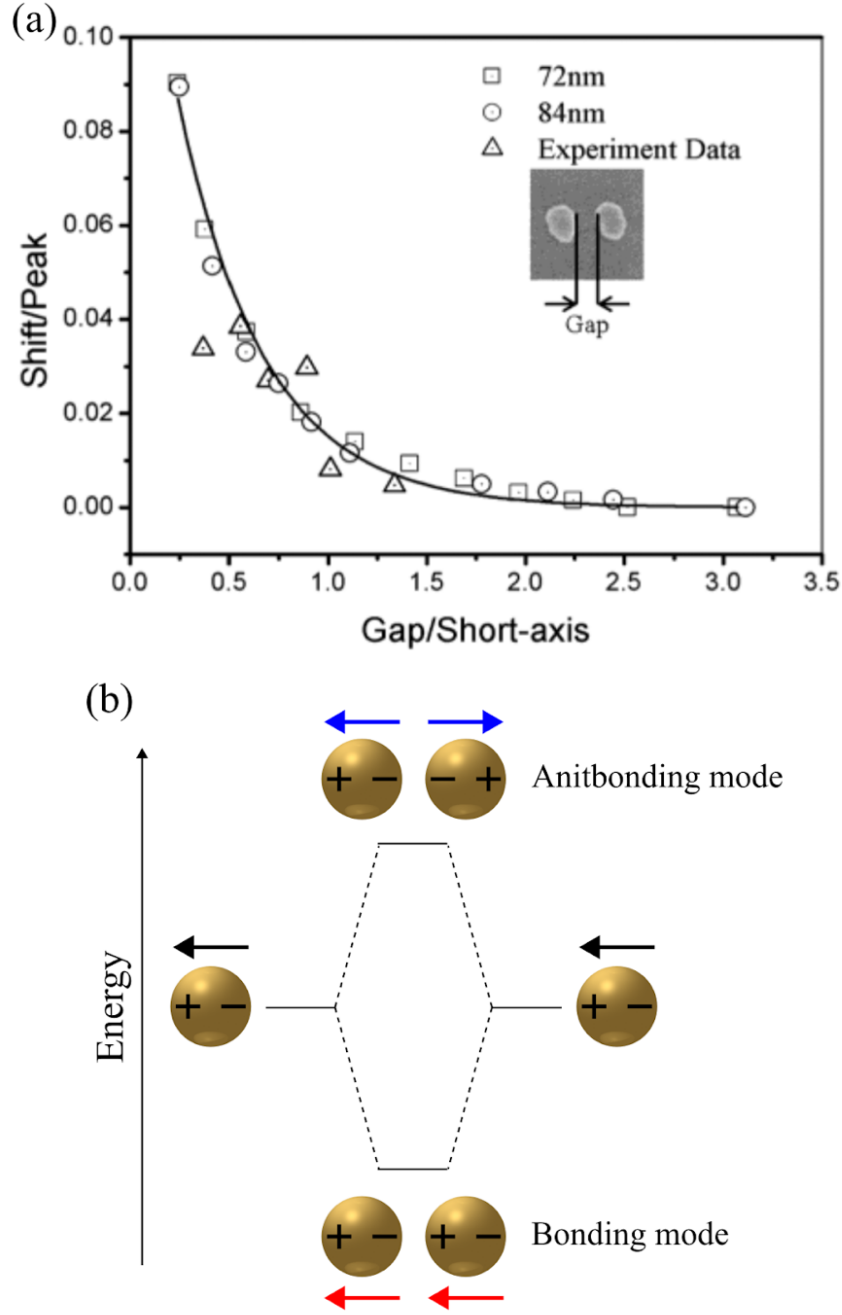 (a)
0.10
0.08
0.06
0.04
0.02
0.00
Shift/Peak
72nm
84nm
Experiment Data
Gap
0.0 0.5 1.0 1.5 2.0 2.5 3.0 3.5
Gap/Short-axis
(b)
Energy
+ − − +
Anitbonding mode
+ − + −
+ − + −
Bonding mode